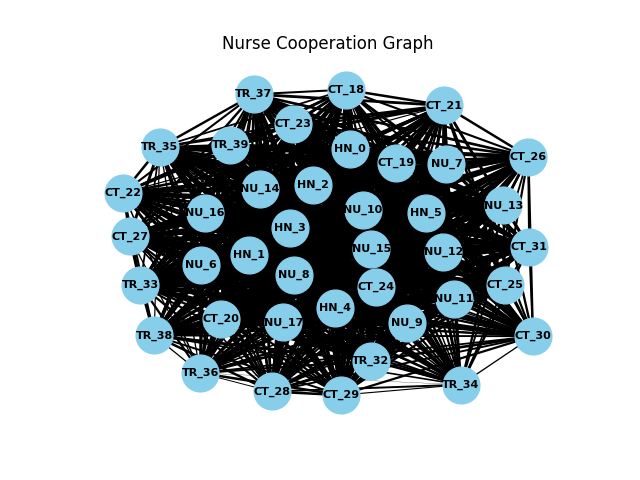 Nurse Cooperation Graph
CT_18
TR_37
CT_21
CT_23
TR_39
TR_35
HN_0
CT_19
NU_7
CT_26
HN_2
NU_14
CT_22
NU_13
NU_16
NU_10
HN_5
HN_3
CT_27
CT_31
NU_15
NU_12
HN_1
NU_6
NU_8
TR_33
CT_24
CT_25
NU_11
HN_4
CT_20
NU_17
NU_9
TR_38
CT_30
TR_32
TR_36
TR_34
CT_28
CT_29